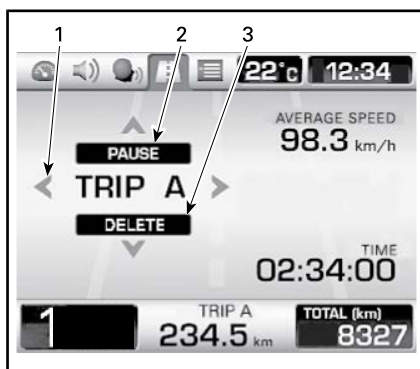 1 2 3
22°c 12:34
AVERAGE SPEED
98.3 km/h
PAUSE
TRIP A
DELETE
TIME
02:34:00
1
TRIP A
234.5 km
TOTAL (km)
8327